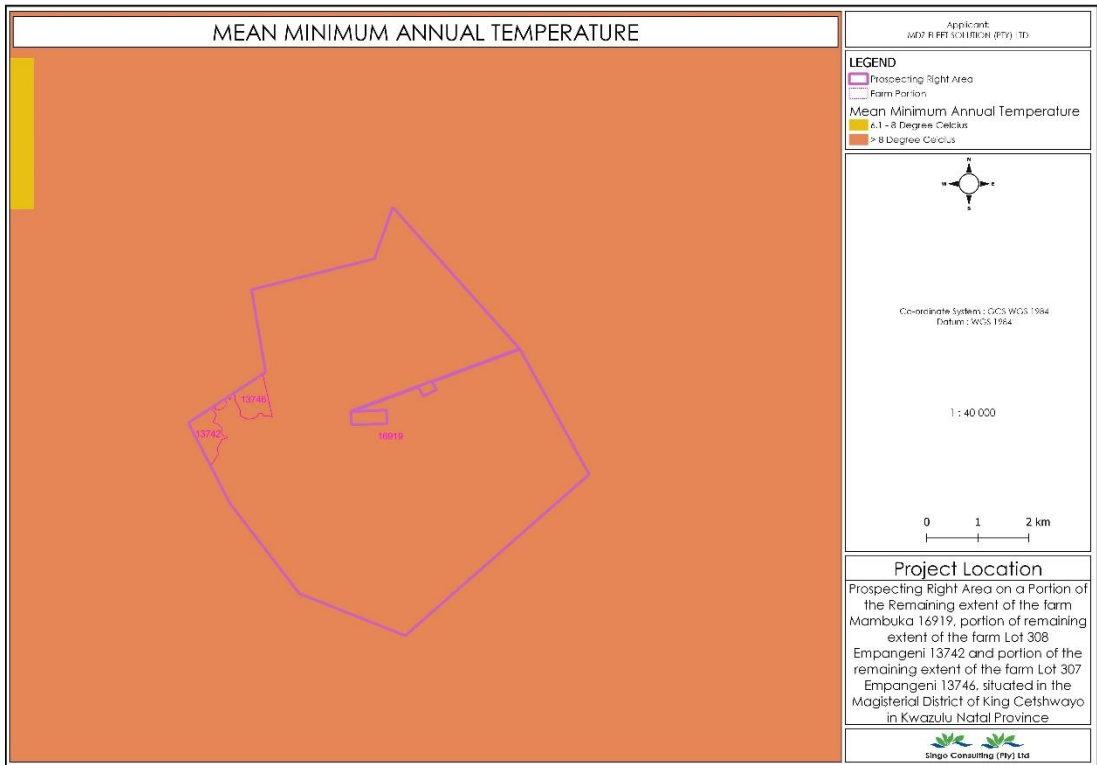 MEAN MINIMUM ANNUAL TEMPERATURE
13746
13742
16919
Applicant:
MDZ FLEET SOLUTION (PTY) LTD
LEGEND
Prospecting Right Area
Farm Portion
Mean Minimum Annual Temperature
6.1 - 8 Degree Celcius
> 8 Degree Celcius
N
W
E
S
Co-ordinate System : GCS WGS 1984
Datum : WGS 1984
1 : 40 000
0 1 2 km
Project Location
Prospecting Right Area on a Portion of
the Remaining extent of the farm
Mambuka 16919, portion of remaining
extent of the farm Lot 308
Empangeni 13742 and portion of the
remaining extent of the farm Lot 307
Empangeni 13746, situated in the
Magisterial District of King Cetshwayo
in Kwazulu Natal Province
Singo Consulting (Pty) Ltd